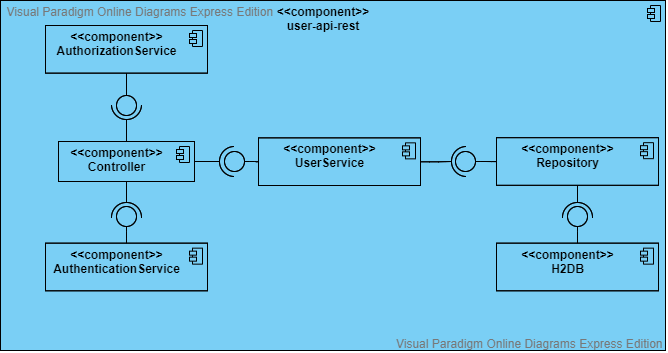 Visual Paradigm Online Diagrams Express Edition
<<component>>
user-api-rest
<<component>>
AuthorizationService
<<component>>
Controller
<<component>>
UserService
<<component>>
Repository
<<component>>
AuthenticationService
<<component>>
H2DB
Visual Paradigm Online Diagrams Express Edition